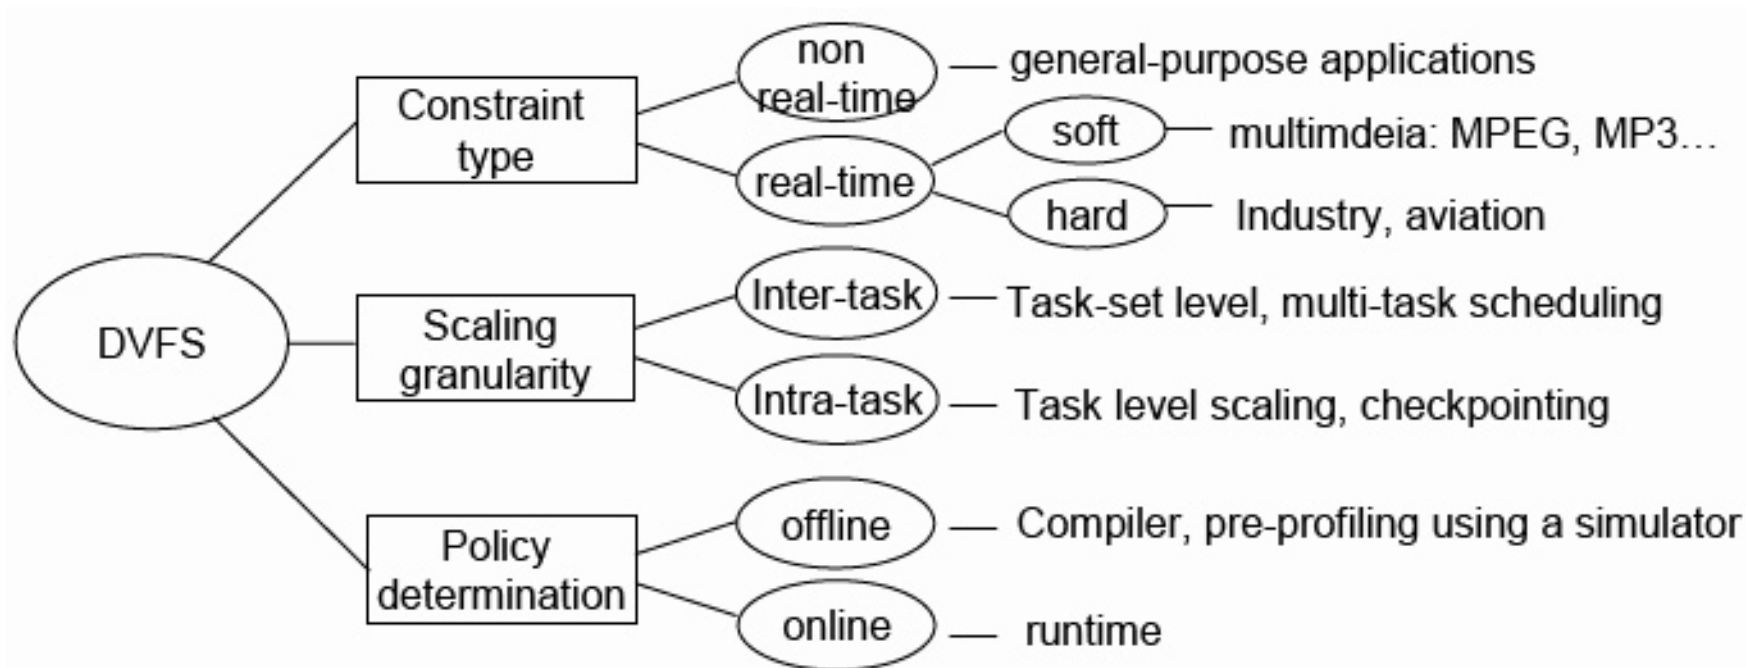 DVFS
Constraint
type
non
real-time
general-purpose applications
real-time
soft
multimdeia: MPEG, MP3...
hard
Industry, aviation
Scaling
granularity
Inter-task
Task-set level, multi-task scheduling
Intra-task
Task level scaling, checkpointing
Policy
determination
offline
Compiler, pre-profiling using a simulator
online
runtime